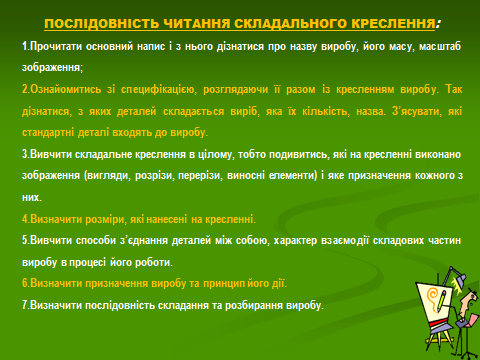 ПОСЛІДОВНІСТЬ ЧИТАННЯ СКЛАДАЛЬНОГО КРЕСЛЕННЯ:
1.Прочитати основний напис і з нього дізнатися про назву виробу, його масу, масштаб
зображення;
2.Ознайомитись зі специфікацією, розглядаючи її разом із кресленням виробу. Так
дізнатися, з яких деталей складається виріб, яка їх кількість, назва. З’ясувати, які
стандартні деталі входять до виробу.
3.Вивчити складальне креслення в цілому, тобто подивитись, які на кресленні виконано
зображення (вигляди, розрізи, перерізи, виносні елементи) і яке призначення кожного з
них.
4.Визначити розміри, які нанесені на кресленні.
5.Вивчити способи з’єднання деталей між собою, характер взаємодії складових частин
виробу в процесі його роботи.
6.Визначити призначення виробу та принцип його дії.
7.Визначити послідовність складання та розбирання виробу.